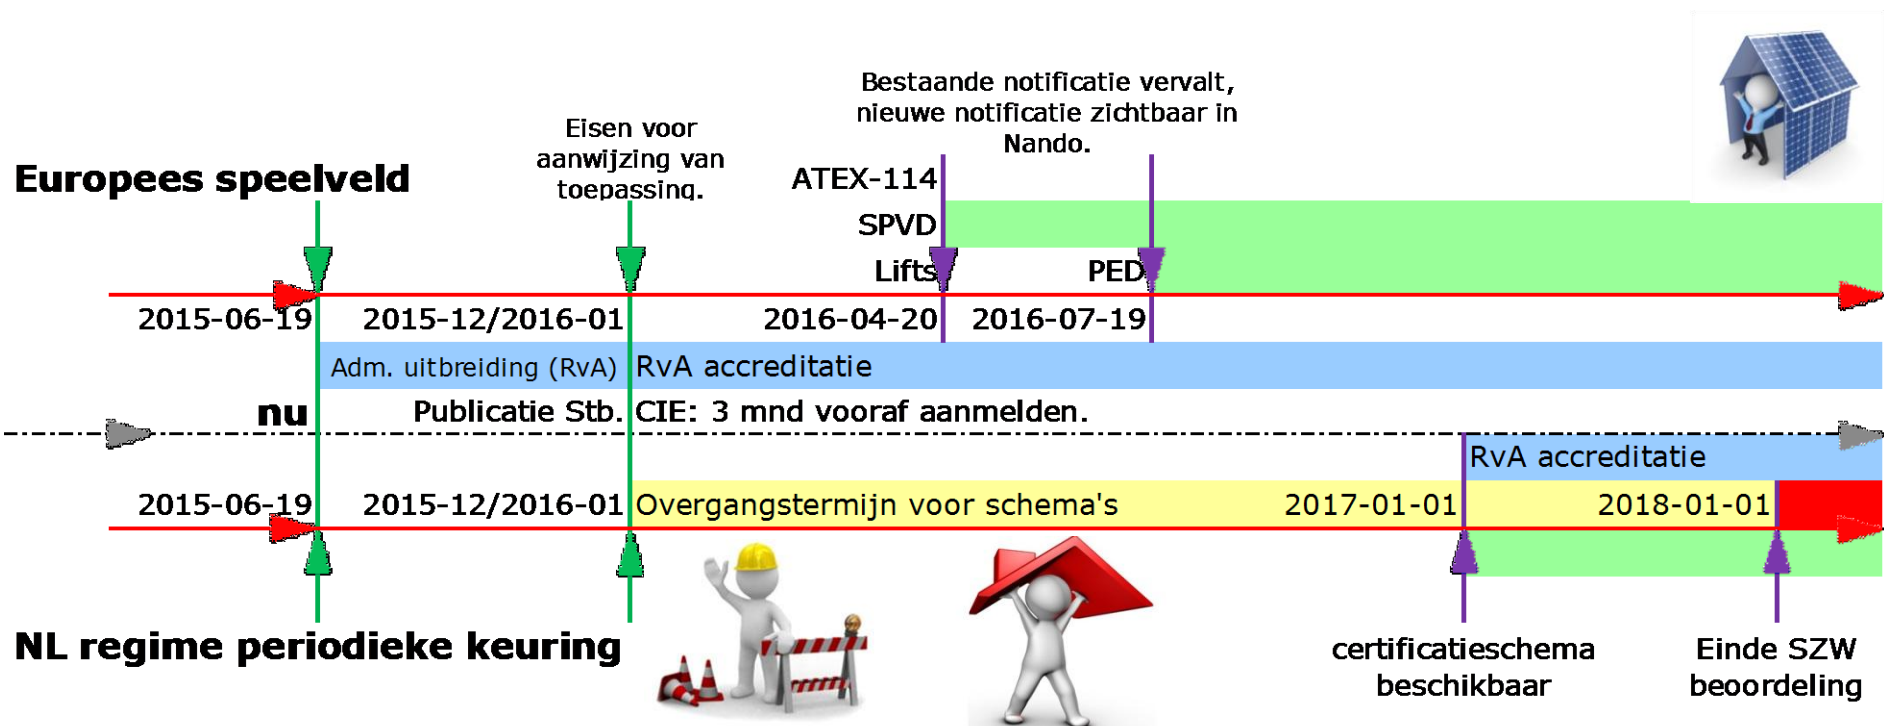 Bestaande notificatie vervalt,
nieuwe notificatie zichtbaar in
Nando.
Eisen voor
aanwijzing van
toepassing.
Europees speelveld
ATEX-114
SPVD
Lifts
PED
2015-06-19
2015-12/2016-01
2016-04-20
2016-07-19
Adm. uitbreiding (RvA)
RvA accreditatie
nu
Publicatie Stb.
CIE: 3 mnd vooraf aanmelden.
RvA accreditatie
2015-06-19
2015-12/2016-01
Overgangstermijn voor schema's
2017-01-01
2018-01-01
NL regime periodieke keuring
certificatieschema
beschikbaar
Einde SZW
beoordeling